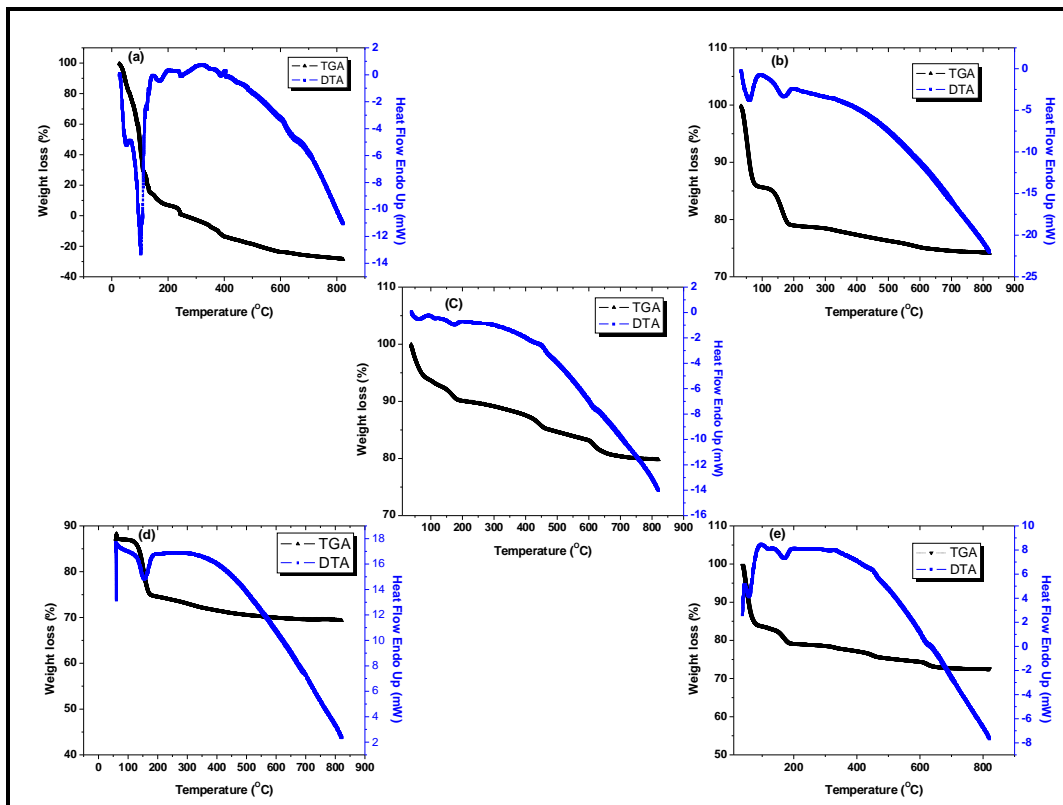 (a)
TGA
DTA
100
80
60
40
20
0
-20
-40
2
0
-2
-4
-6
-8
-10
-12
-14
0 200 400 600 800
Weight loss (%)
Heat Flow Endo Up (mW)
Temperature (°C)
(b)
TGA
DTA
110
100
90
80
70
0
-5
-10
-15
-20
-25
0 100 200 300 400 500 600 700 800 900
Weight loss (%)
Heat Flow Endo Up (mW)
Temperature (°C)
(C)
TGA
DTA
110
100
90
80
70
2
0
-2
-4
-6
-8
-10
-12
-14
-16
100 200 300 400 500 600 700 800 900
Weight loss (%)
Heat Flow Endo Up (mW)
Temperature (°C)
(d)
TGA
DTA
90
80
70
60
50
40
18
16
14
12
10
8
6
4
2
0 100 200 300 400 500 600 700 800 900
Weight loss (%)
Heat Flow Endo Up (mW)
Temperature (°C)
(e)
TGA
DTA
110
100
90
80
70
60
50
10
8
6
4
2
0
-2
-4
-6
-8
0 200 400 600 800
Weight loss (%)
Heat Flow Endo Up (mW)
Temperature (°C)